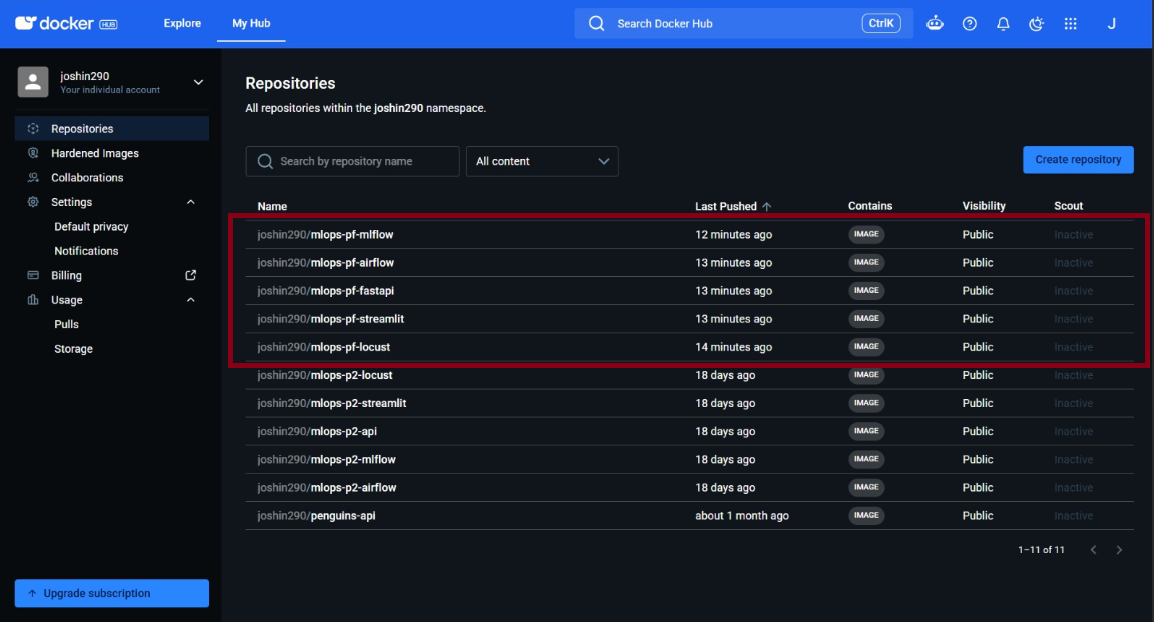 docker HUB Explore My Hub Search Docker Hub CtrlK J
joshin290
Your individual account
Repositories
Hardened Images
Collaborations
Settings
Default privacy
Notifications
Billing
Usage
Pulls
Storage
Upgrade subscription
Repositories
All repositories within the joshin290 namespace.
Search by repository name All content Create repository
Name Last Pushed Contains Visibility Scout
joshin290/mlops-pf-mlflow 12 minutes ago IMAGE Public Inactive
joshin290/mlops-pf-airflow 13 minutes ago IMAGE Public Inactive
joshin290/mlops-pf-fastapi 13 minutes ago IMAGE Public Inactive
joshin290/mlops-pf-streamlit 13 minutes ago IMAGE Public Inactive
joshin290/mlops-pf-locust 14 minutes ago IMAGE Public Inactive
joshin290/mlops-p2-locust 18 days ago IMAGE Public Inactive
joshin290/mlops-p2-streamlit 18 days ago IMAGE Public Inactive
joshin290/mlops-p2-api 18 days ago IMAGE Public Inactive
joshin290/mlops-p2-mlflow 18 days ago IMAGE Public Inactive
joshin290/mlops-p2-airflow 18 days ago IMAGE Public Inactive
joshin290/penguins-api about 1 month ago IMAGE Public Inactive
1–11 of 11